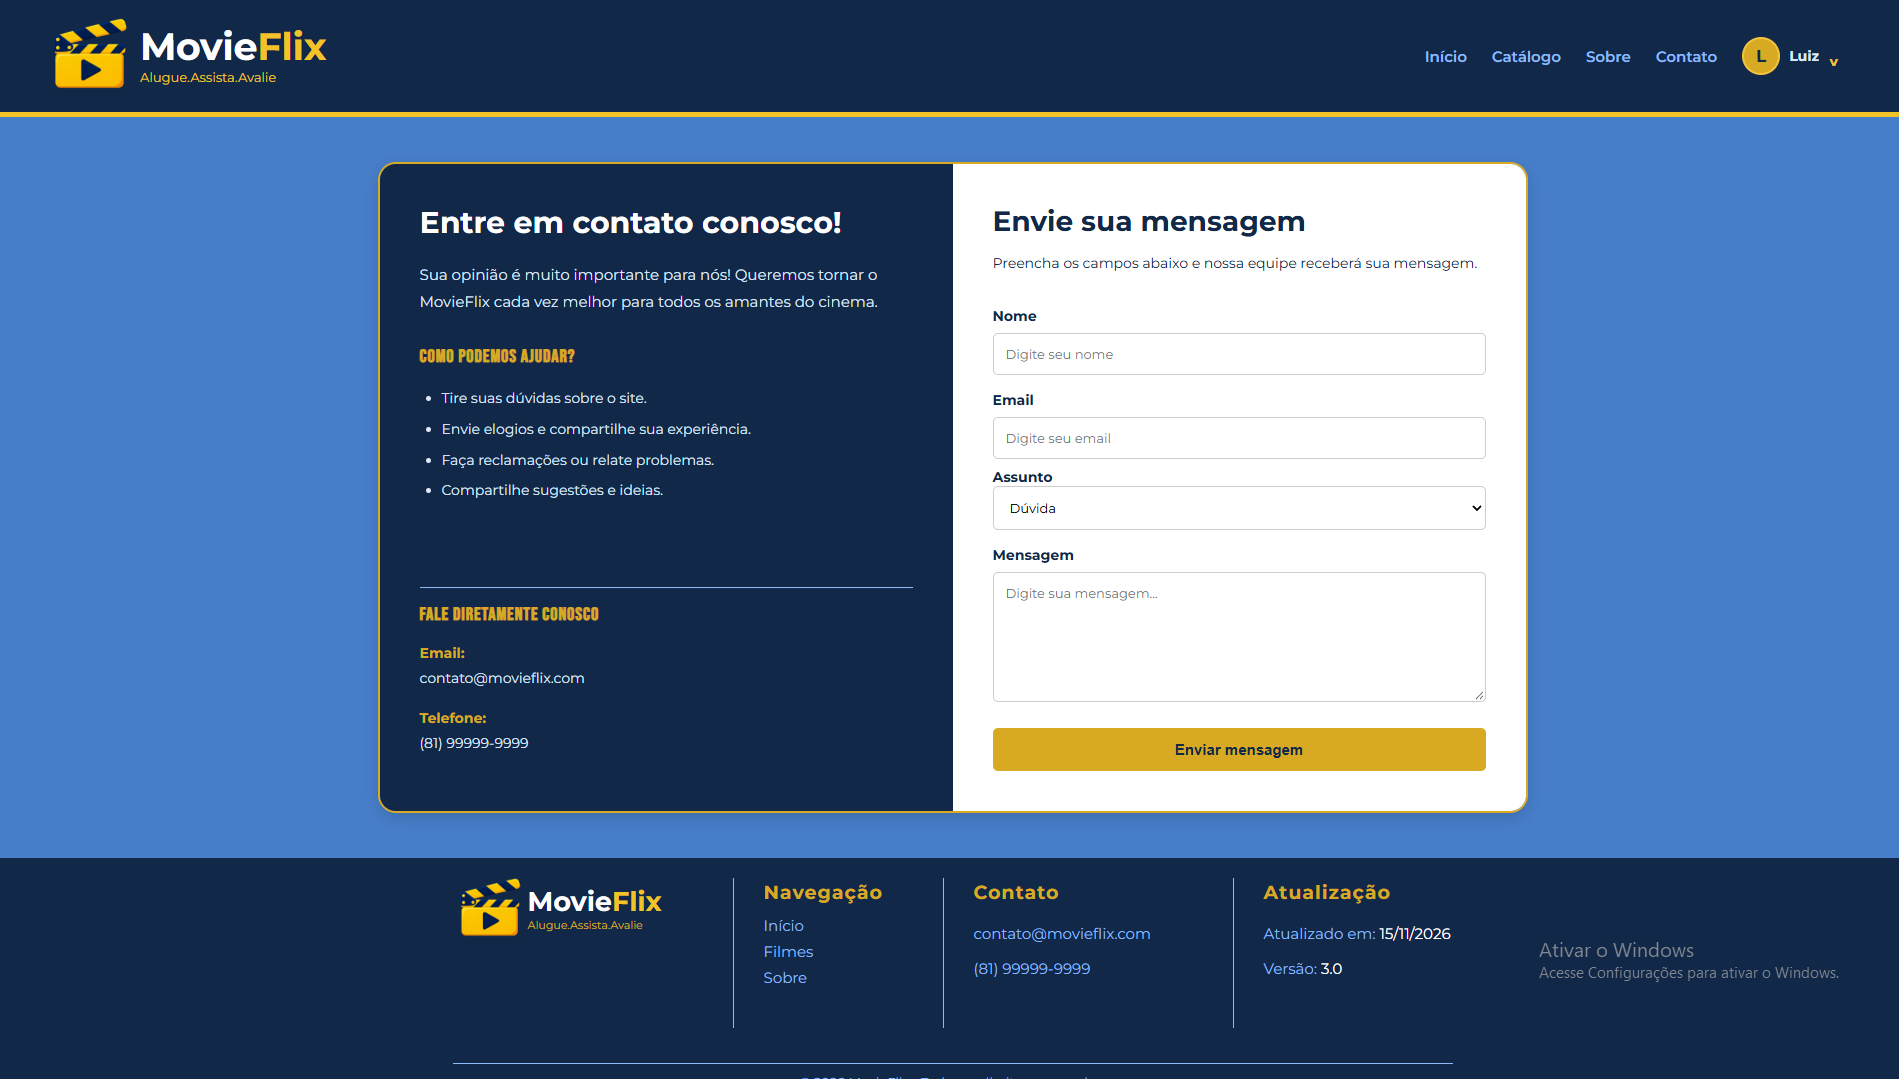 MovieFlix
Alugue.Assista.Avalie
Início
Catálogo
Sobre
Contato
L
Luiz
v
Entre em contato conosco!
Sua opinião é muito importante para nós! Queremos tornar o
MovieFlix cada vez melhor para todos os amantes do cinema.
COMO PODEMOS AJUDAR?
Tire suas dúvidas sobre o site.
Envie elogios e compartilhe sua experiência.
Faça reclamações ou relate problemas.
Compartilhe sugestões e ideias.
FALE DIRETAMENTE CONOSCO
Email:
contato@movieflix.com
Telefone:
(81) 99999-9999
Envie sua mensagem
Preencha os campos abaixo e nossa equipe receberá sua mensagem.
Nome
Digite seu nome
Email
Digite seu email
Assunto
Dúvida
Mensagem
Digite sua mensagem...
Enviar mensagem
MovieFlix
Alugue.Assista.Avalie
Navegação
Início
Filmes
Sobre
Contato
contato@movieflix.com
(81) 99999-9999
Atualização
Atualizado em: 15/11/2026
Versão: 3.0
Ativar o Windows
Acesse Configurações para ativar o Windows.